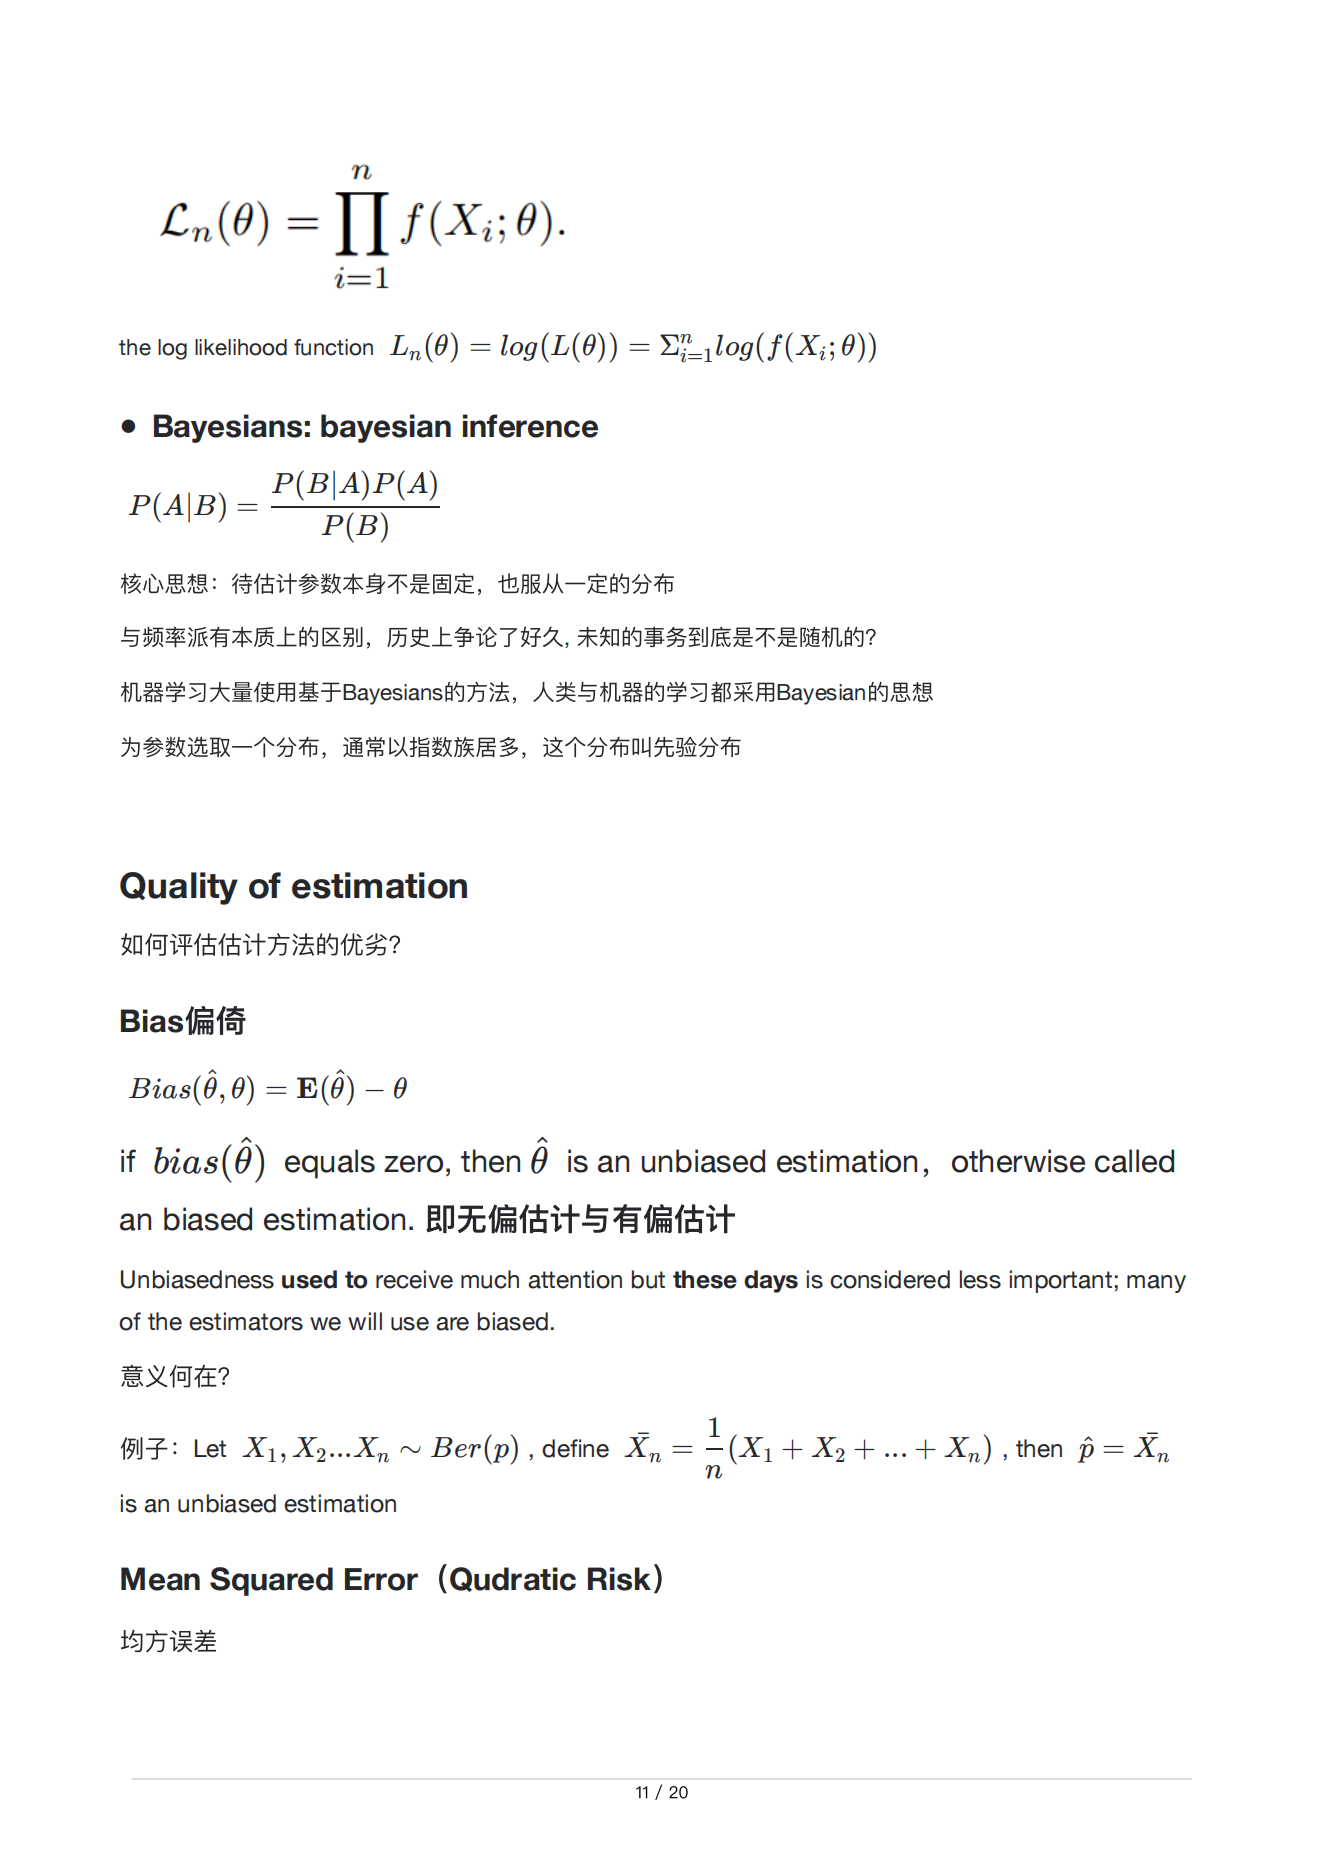 $\mathcal{L}_n(\theta) = \prod_{i=1}^{n} f(X_i; \theta).$
the log likelihood function $L_n(\theta) = log(L(\theta)) = \Sigma_{i=1}^{n} log(f(X_i; \theta))$
• Bayesians: bayesian inference
$P(A|B) = \frac{P(B|A)P(A)}{P(B)}$
核心思想：待估计参数本身不是固定，也服从一定的分布
与频率派有本质上的区别，历史上争论了好久, 未知的事务到底是不是随机的?
机器学习大量使用基于Bayesians的方法，人类与机器的学习都采用Bayesian的思想
为参数选取一个分布，通常以指数族居多，这个分布叫先验分布
Quality of estimation
如何评估估计方法的优劣?
Bias偏倚
$Bias(\hat{\theta}, \theta) = \mathbf{E}(\hat{\theta}) - \theta$
if $bias(\hat{\theta})$ equals zero, then $\hat{\theta}$ is an unbiased estimation，otherwise called
an biased estimation. 即无偏估计与有偏估计
Unbiasedness used to receive much attention but these days is considered less important; many
of the estimators we will use are biased.
意义何在?
例子：Let $X_1, X_2 ... X_n \sim Ber(p)$ , define $\bar{X_n} = \frac{1}{n}(X_1 + X_2 + ... + X_n)$ , then $\hat{p} = \bar{X_n}$
is an unbiased estimation
Mean Squared Error（Qudratic Risk）
均方误差
11 / 20